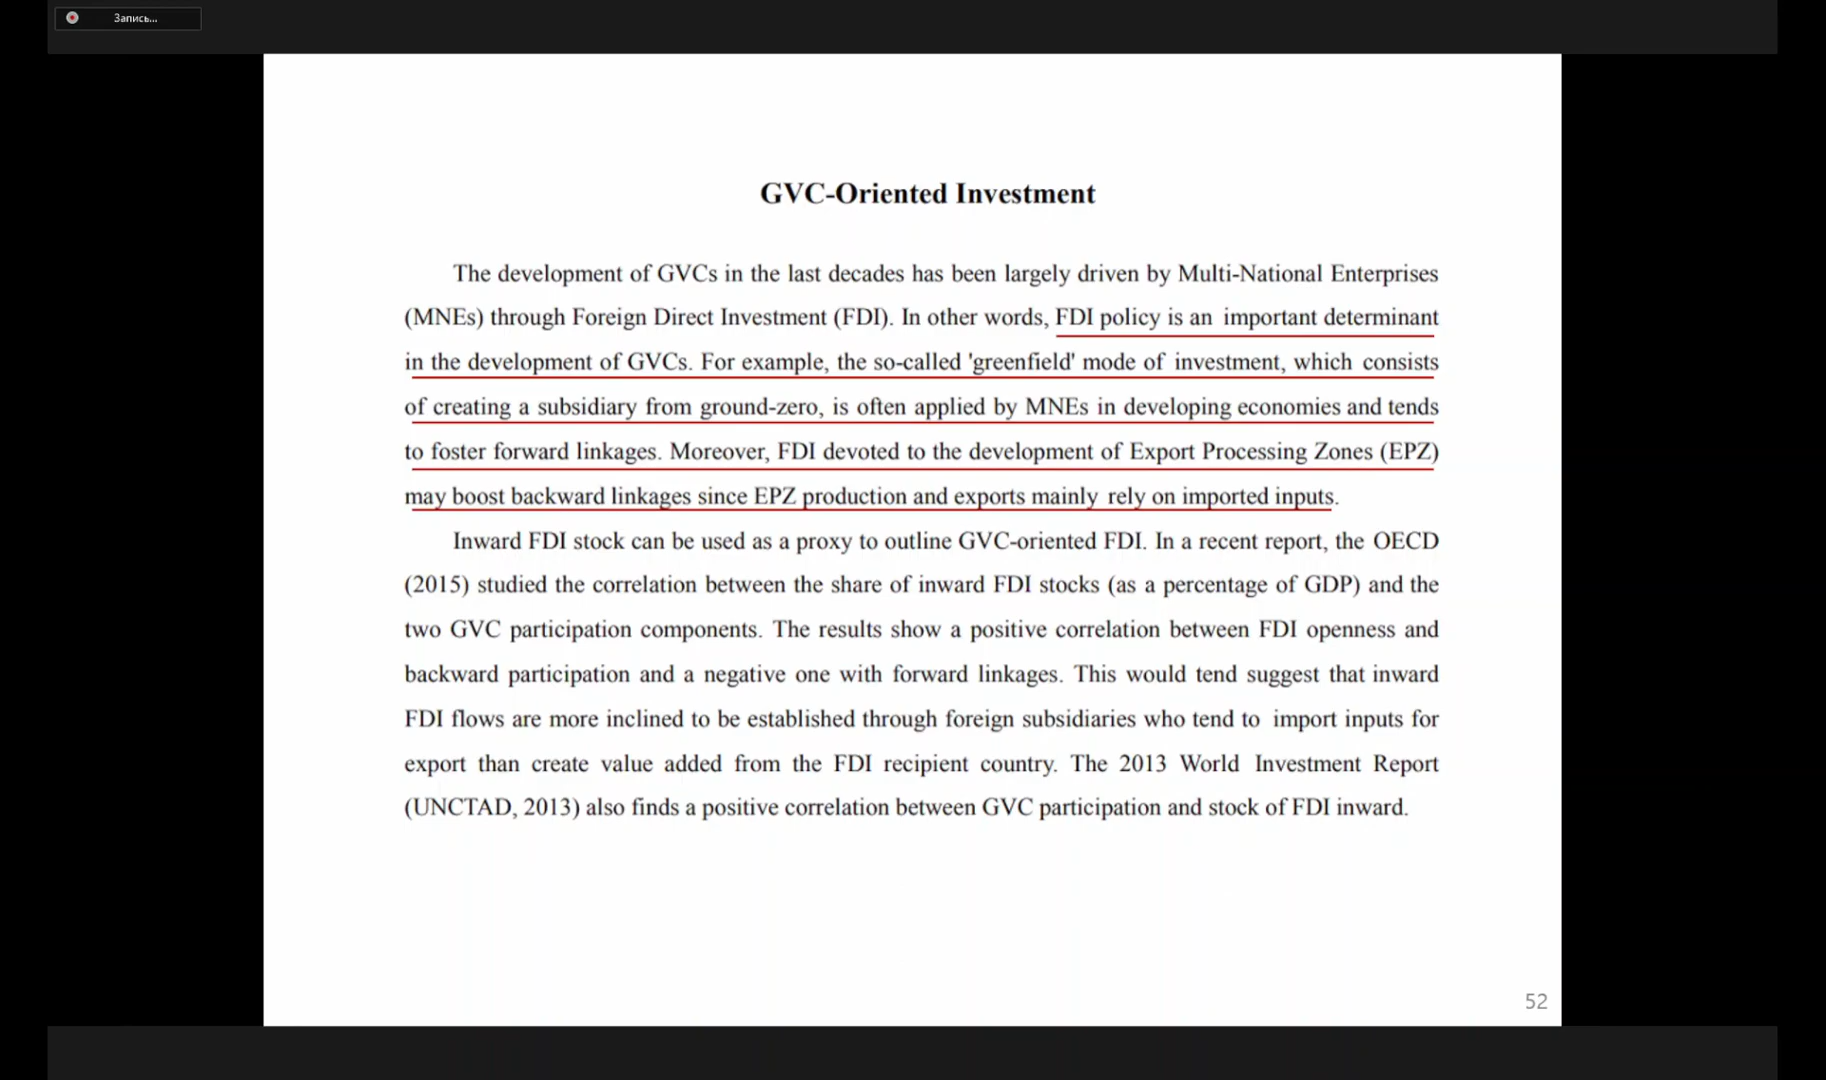 Запись...
GVC-Oriented Investment
The development of GVCs in the last decades has been largely driven by Multi-National Enterprises
(MNEs) through Foreign Direct Investment (FDI). In other words, FDI policy is an important determinant
in the development of GVCs. For example, the so-called 'greenfield' mode of investment, which consists
of creating a subsidiary from ground-zero, is often applied by MNEs in developing economies and tends
to foster forward linkages. Moreover, FDI devoted to the development of Export Processing Zones (EPZ)
may boost backward linkages since EPZ production and exports mainly rely on imported inputs.
Inward FDI stock can be used as a proxy to outline GVC-oriented FDI. In a recent report, the OECD
(2015) studied the correlation between the share of inward FDI stocks (as a percentage of GDP) and the
two GVC participation components. The results show a positive correlation between FDI openness and
backward participation and a negative one with forward linkages. This would tend suggest that inward
FDI flows are more inclined to be established through foreign subsidiaries who tend to import inputs for
export than create value added from the FDI recipient country. The 2013 World Investment Report
(UNCTAD, 2013) also finds a positive correlation between GVC participation and stock of FDI inward.
52